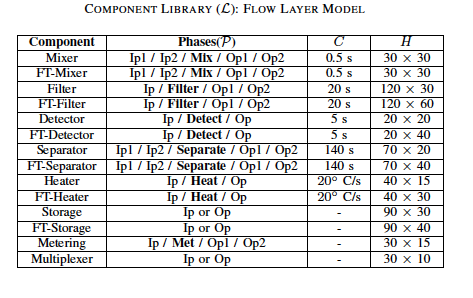 COMPONENT LIBRARY (L): FLOW LAYER MODEL
Component Phases(P) C H
Mixer Ip1 / Ip2 / Mix / Op1 / Op2 0.5 s 30 × 30
FT-Mixer Ip1 / Ip2 / Mix / Op1 / Op2 0.5 s 30 × 30
Filter Ip / Filter / Op1 / Op2 20 s 120 × 30
FT-Filter Ip / Filter / Op1 / Op2 20 s 120 × 60
Detector Ip / Detect / Op 5 s 20 × 20
FT-Detector Ip / Detect / Op 5 s 20 × 40
Separator Ip1 / Ip2 / Separate / Op1 / Op2 140 s 70 × 20
FT-Separator Ip1 / Ip2 / Separate / Op1 / Op2 140 s 70 × 40
Heater Ip / Heat / Op 20° C/s 40 × 15
FT-Heater Ip / Heat / Op 20° C/s 40 × 30
Storage Ip or Op - 90 × 30
FT-Storage Ip or Op - 90 × 40
Metering Ip / Met / Op1 / Op2 - 30 × 15
Multiplexer Ip or Op - 30 × 10